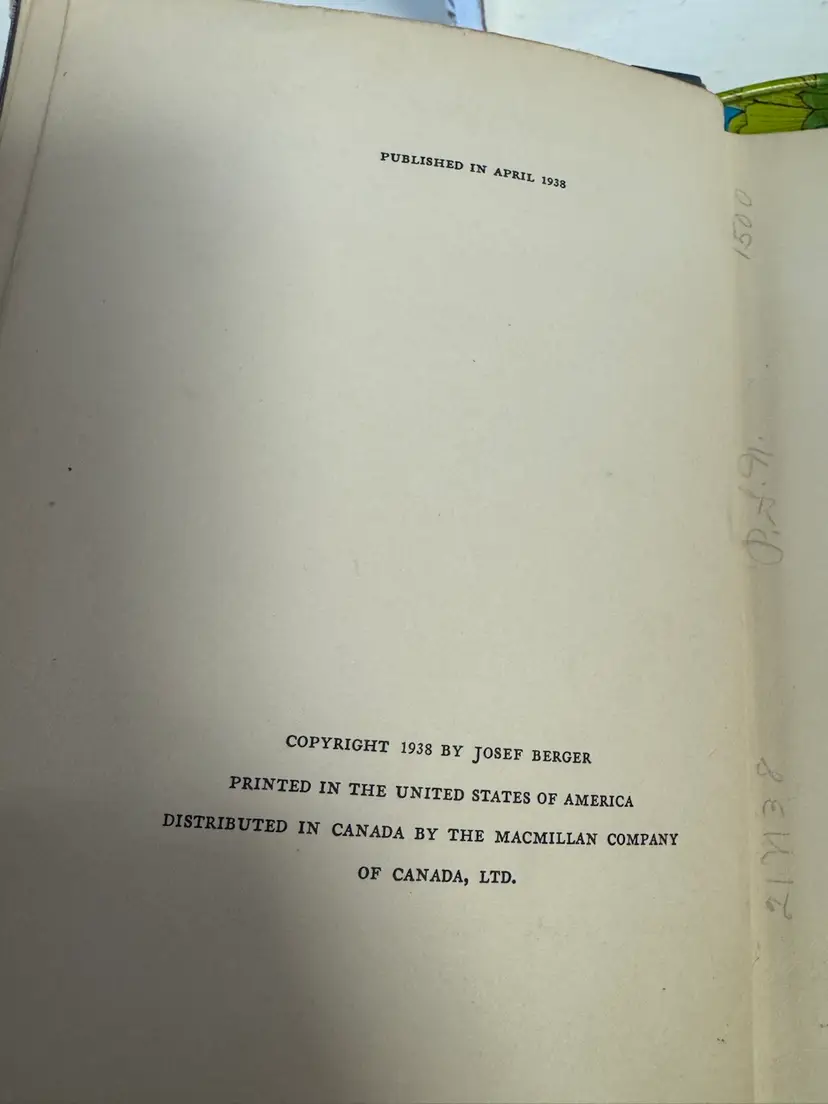 PUBLISHED IN APRIL 1938
1500
COPYRIGHT 1938 BY JOSEF BERGER
PRINTED IN THE UNITED STATES OF AMERICA
DISTRIBUTED IN CANADA BY THE MACMILLAN COMPANY
OF CANADA, LTD.